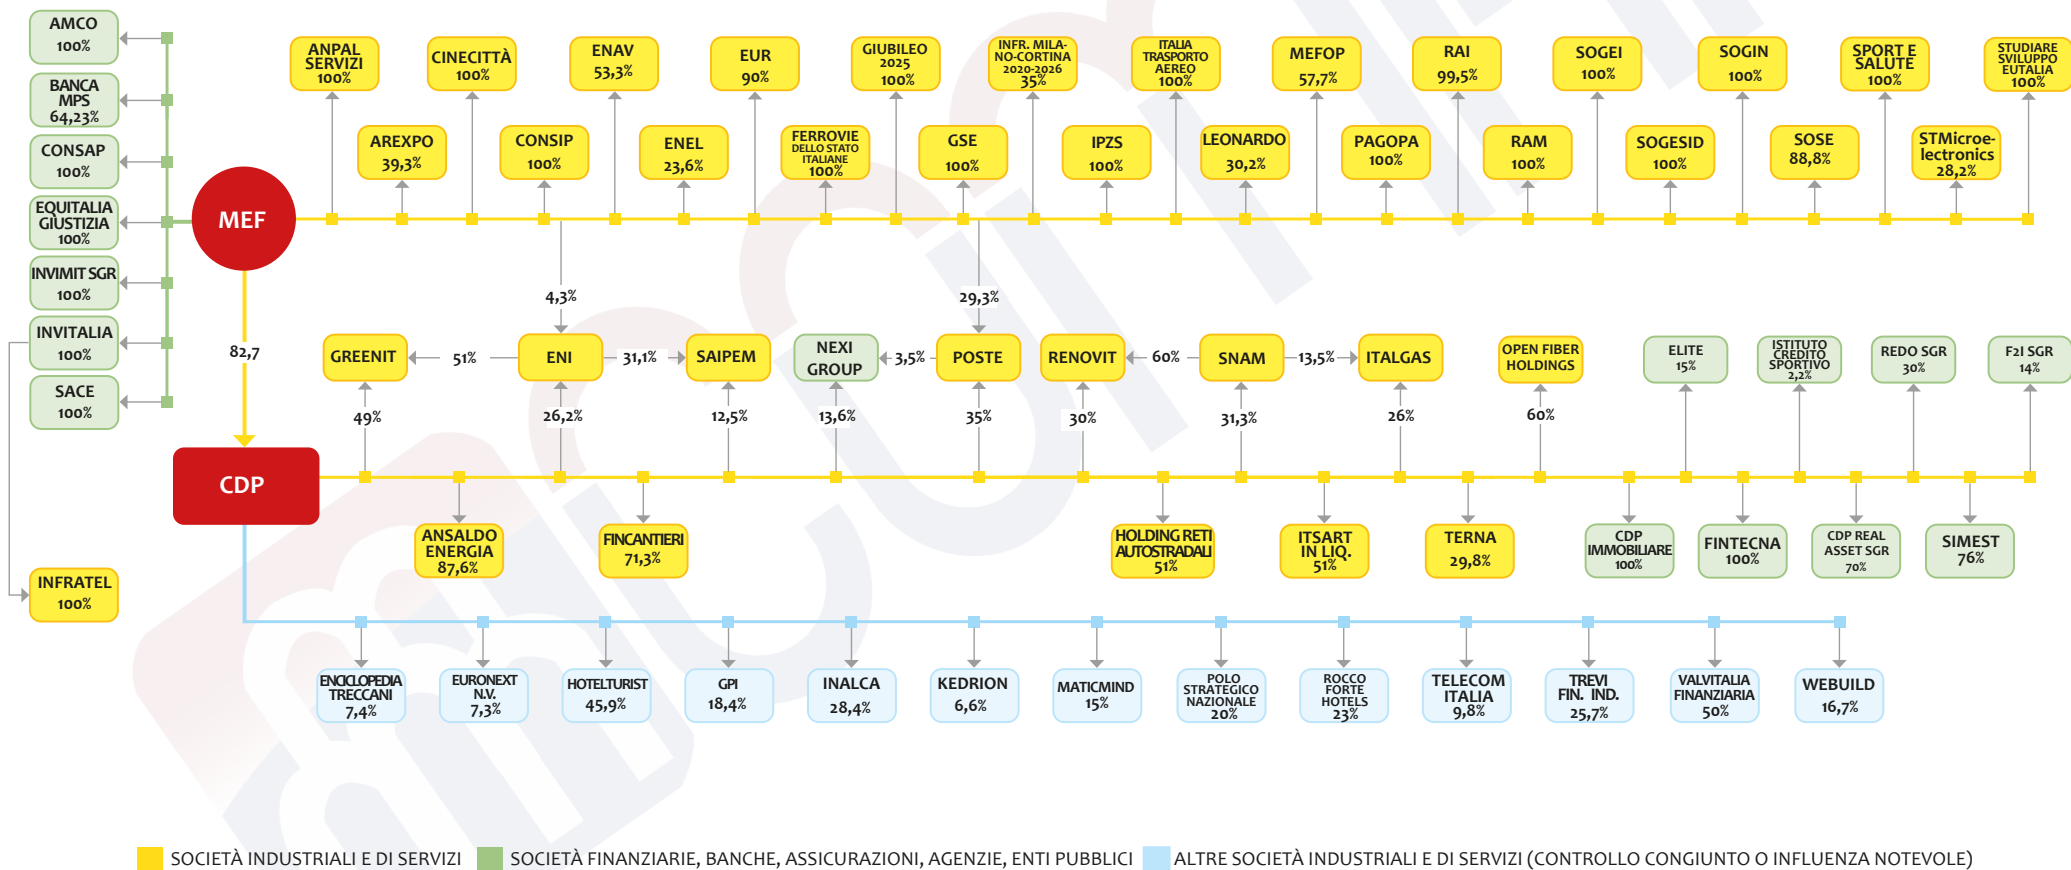 AMCO
100%
BANCA
MPS
64,23%
CONSAP
100%
EQUITALIA
GIUSTIZIA
100%
INVIMIT SGR
100%
INVITALIA
100%
SACE
100%
INFRATEL
100%
MEF
82,7
CDP
ANPAL
SERVIZI
100%
CINECITTÀ
100%
ENAV
53,3%
EUR
90%
GIUBILEO
2025
100%
INFR. MILA-
NO-CORTINA
2020-2026
35%
ITALIA
TRASPORTO
AEREO
100%
MEFOP
57,7%
RAI
99,5%
SOGEI
100%
SOGIN
100%
SPORT E
SALUTE
100%
STUDIARE
SVILUPPO
EUTALIA
100%
AREXPO
39,3%
CONSIP
100%
ENEL
23,6%
FERROVIE
DELLO STATO
ITALIANE
100%
GSE
100%
IPZS
100%
LEONARDO
30,2%
PAGOPA
100%
RAM
100%
SOGESID
100%
SOSE
88,8%
STMicroe-
lectronics
28,2%
4,3%
29,3%
GREENIT
51%
ENI
31,1%
SAIPEM
NEXI
GROUP
3,5%
POSTE
RENOVIT
60%
SNAM
13,5%
ITALGAS
OPEN FIBER
HOLDINGS
ELITE
15%
ISTITUTO
CREDITO
SPORTIVO
2,2%
REDO SGR
30%
F2I SGR
14%
49%
26,2%
12,5%
13,6%
35%
30%
31,3%
26%
60%
ANSALDO
ENERGIA
87,6%
FINCANTIERI
71,3%
HOLDING RETI
AUTOSTRADALI
51%
ITSART
IN LIQ.
51%
TERNA
29,8%
CDP
IMMOBILIARE
100%
FINTECNA
100%
CDP REAL
ASSET SGR
70%
SIMEST
76%
ENCICLOPEDIA
TRECCANI
7,4%
EURONEXT
N.V.
7,3%
HOTELTURIST
45,9%
GPI
18,4%
INALCA
28,4%
KEDRION
6,6%
MATICMIND
15%
POLO
STRATEGICO
NAZIONALE
20%
ROCCO
FORTE
HOTELS
23%
TELECOM
ITALIA
9,8%
TREVI
FIN. IND.
25,7%
VALVITALIA
FINANZIARIA
50%
WEBUILD
16,7%
SOCIETÀ INDUSTRIALI E DI SERVIZI
SOCIETÀ FINANZIARIE, BANCHE, ASSICURAZIONI, AGENZIE, ENTI PUBBLICI
ALTRE SOCIETÀ INDUSTRIALI E DI SERVIZI (CONTROLLO CONGIUNTO O INFLUENZA NOTEVOLE)